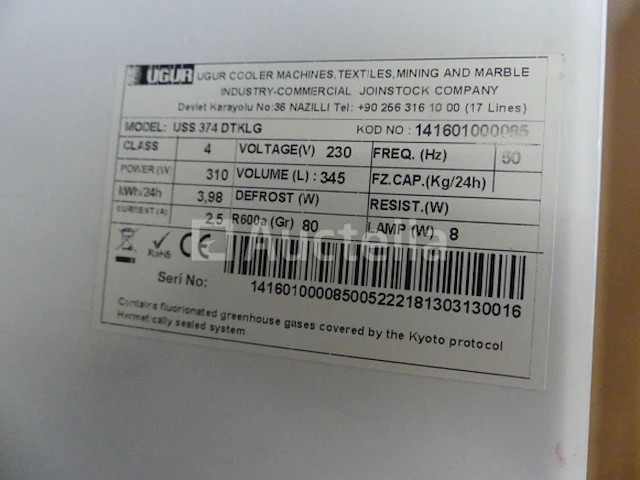 UGUR UGUR COOLER MACHINES, TEXTILES, MINING AND MARBLE
INDUSTRY-COMMERCIAL JOINSTOCK COMPANY
Devlet Karayolu No:36 NAZILLI Tel: +90 256 316 10 00 (17 Lines)
MODEL: USS 374 DTKLG KOD NO : 141601000085
CLASS 4 VOLTAGE(V) 230 FREQ. (Hz) 50
POWER (W) 310 VOLUME (L) : 345 FZ.CAP.(Kg/24h)
kWh/24h 3,98 DEFROST (W) RESIST.(W)
CURRENT (A) 2,5 R600a (Gr) 80 LAMP (W) 8
RoHS CE
Auctelia
Seri No: 141601000085005222181303130016
Contains fluorionated greenhouse gases covered by the Kyoto protocol
Hermetically sealed system